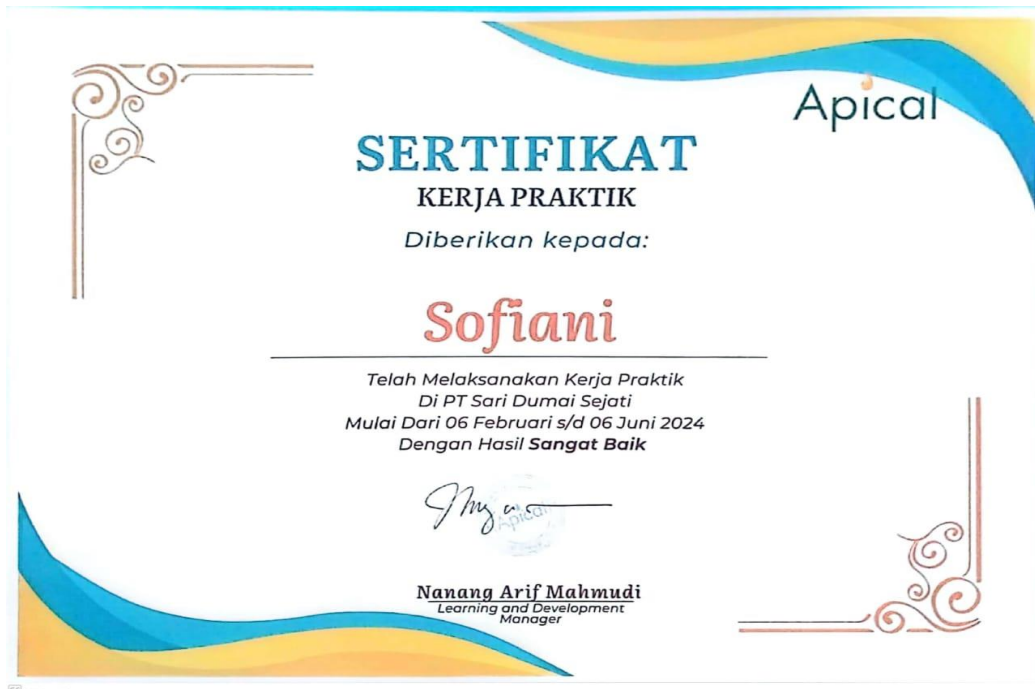 Apical
SERTIFIKAT
KERJA PRAKTIK
Diberikan kepada:
Sofiani
Telah Melaksanakan Kerja Praktik
Di PT Sari Dumai Sejati
Mulai Dari 06 Februari s/d 06 Juni 2024
Dengan Hasil Sangat Baik
Apical
Nanang Arif Mahmudi
Learning and Development
Manager